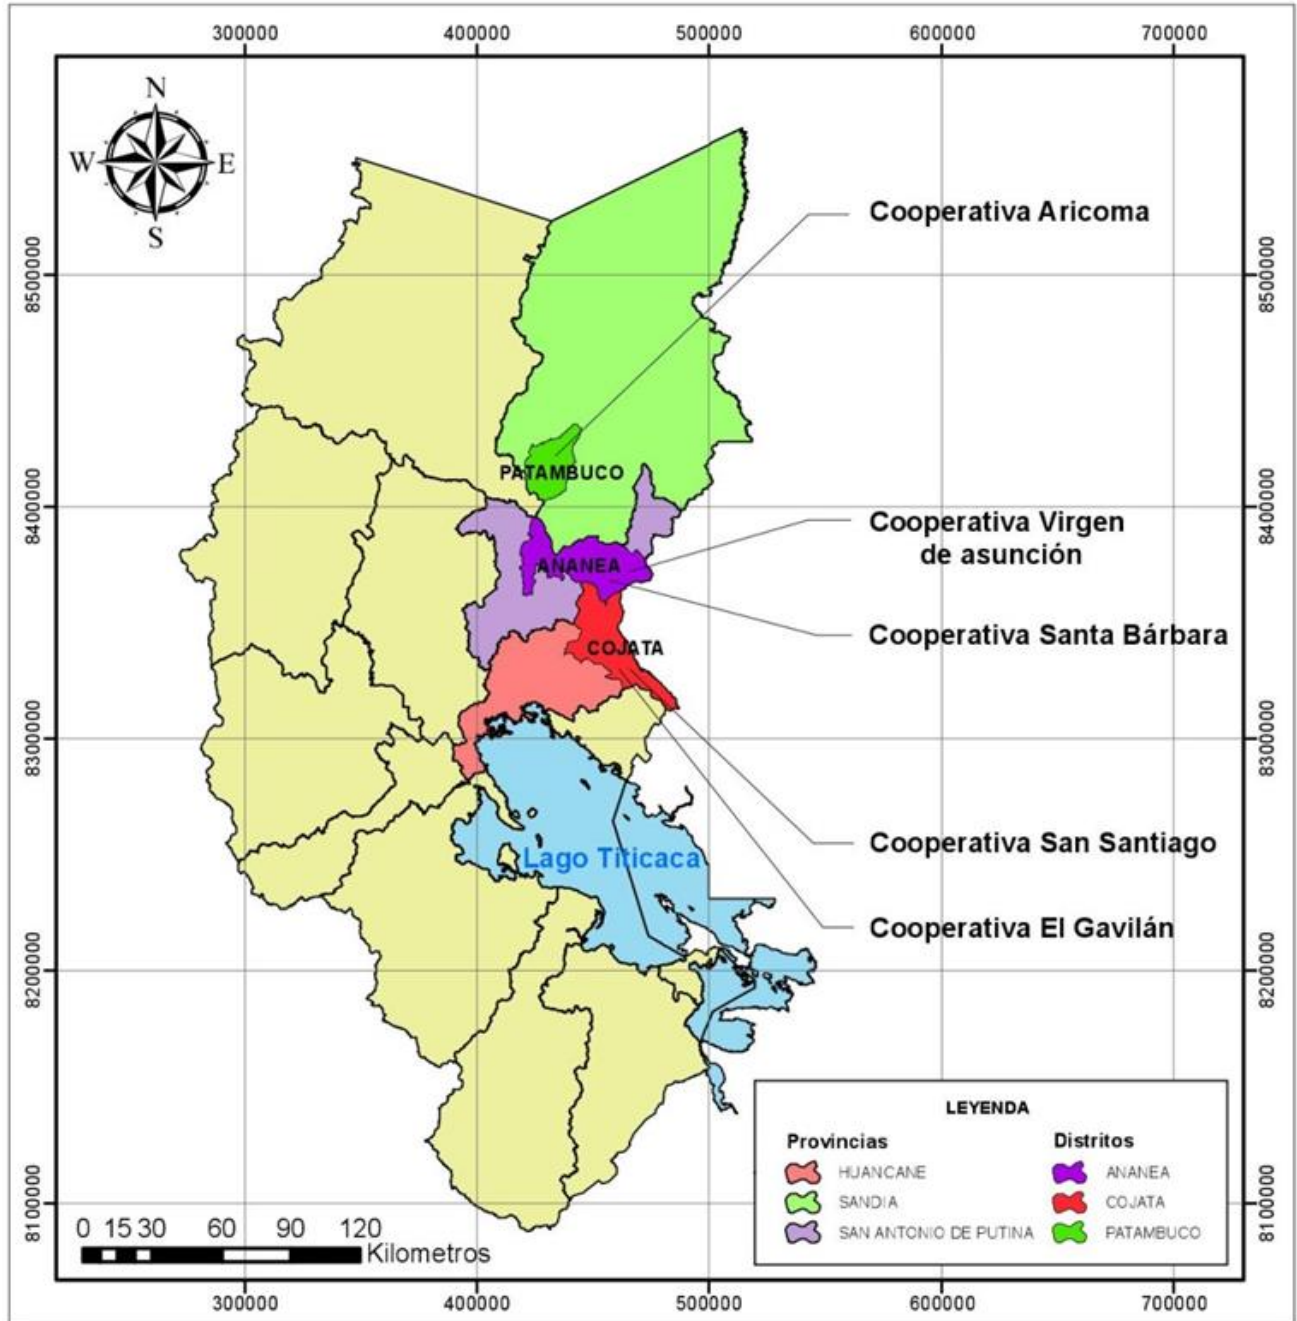 300000 400000 500000 600000 700000
N
W E
S
Cooperativa Aricoma
8500000 8500000
PATAMBUCO
8400000 8400000
Cooperativa Virgen
de asunción
ANANEA
Cooperativa Santa Bárbara
COJATA
8300000 8300000
Cooperativa San Santiago
Lago Titicaca
Cooperativa El Gavilán
8200000 8200000
LEYENDA
Provincias Distritos
HUANCANE ANANEA
SANDIA COJATA
SAN ANTONIO DE PUTINA PATAMBUCO
8100000 8100000
0 15 30 60 90 120
Kilometros
300000 400000 500000 600000 700000